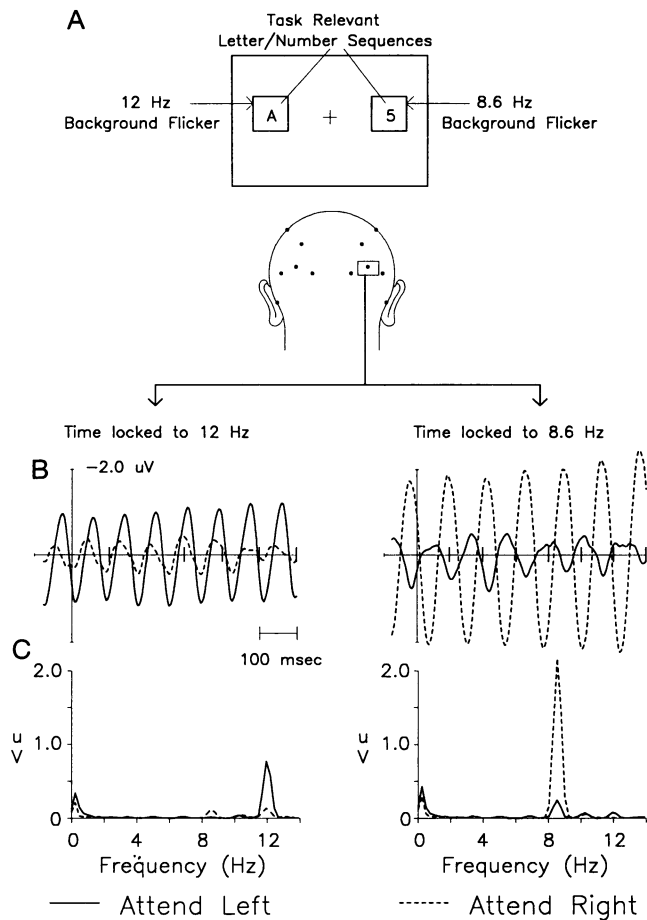 A
Task Relevant
Letter/Number Sequences
12 Hz
Background Flicker
A
+
5
8.6 Hz
Background Flicker
Time locked to 12 Hz
Time locked to 8.6 Hz
B
-2.0 uV
100 msec
C
2.0
1.0
0
u
V
0 4 8 12
Frequency (Hz)
2.0
1.0
0
u
V
0 4 8 12
Frequency (Hz)
Attend Left
Attend Right